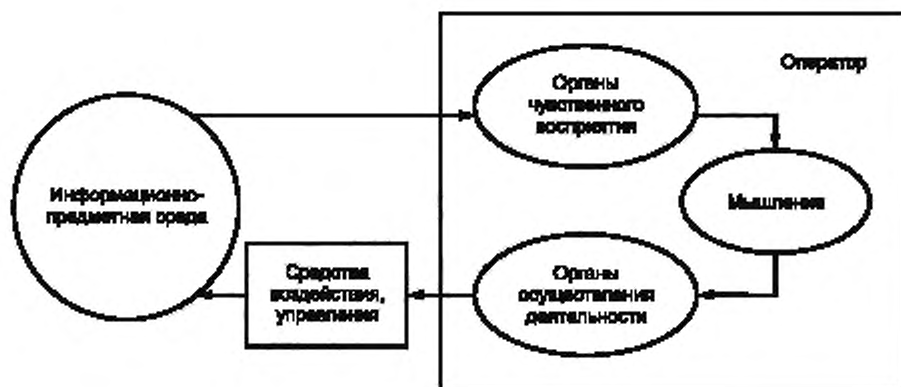 Оператор
Органы
чувственного
восприятия
Мышление
Информационно-
предметная среда
Средства
воздействия,
управления
Органы
осуществления
деятельности